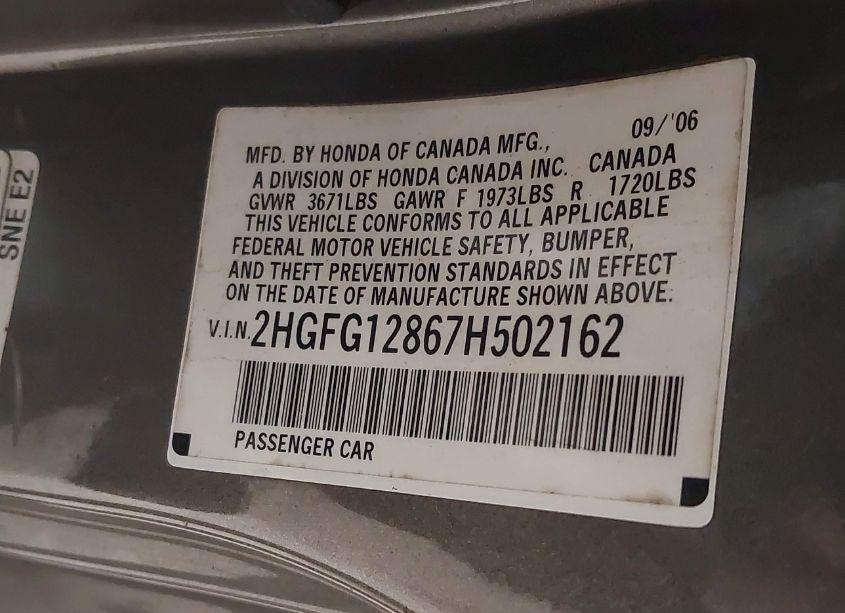 SNE E2
09/'06
MFD. BY HONDA OF CANADA MFG.,
A DIVISION OF HONDA CANADA INC. CANADA
GVWR 3671LBS GAWR F 1973LBS R 1720LBS
THIS VEHICLE CONFORMS TO ALL APPLICABLE
FEDERAL MOTOR VEHICLE SAFETY, BUMPER,
AND THEFT PREVENTION STANDARDS IN EFFECT
ON THE DATE OF MANUFACTURE SHOWN ABOVE.
V.I.N. 2HGFG12867H502162
PASSENGER CAR